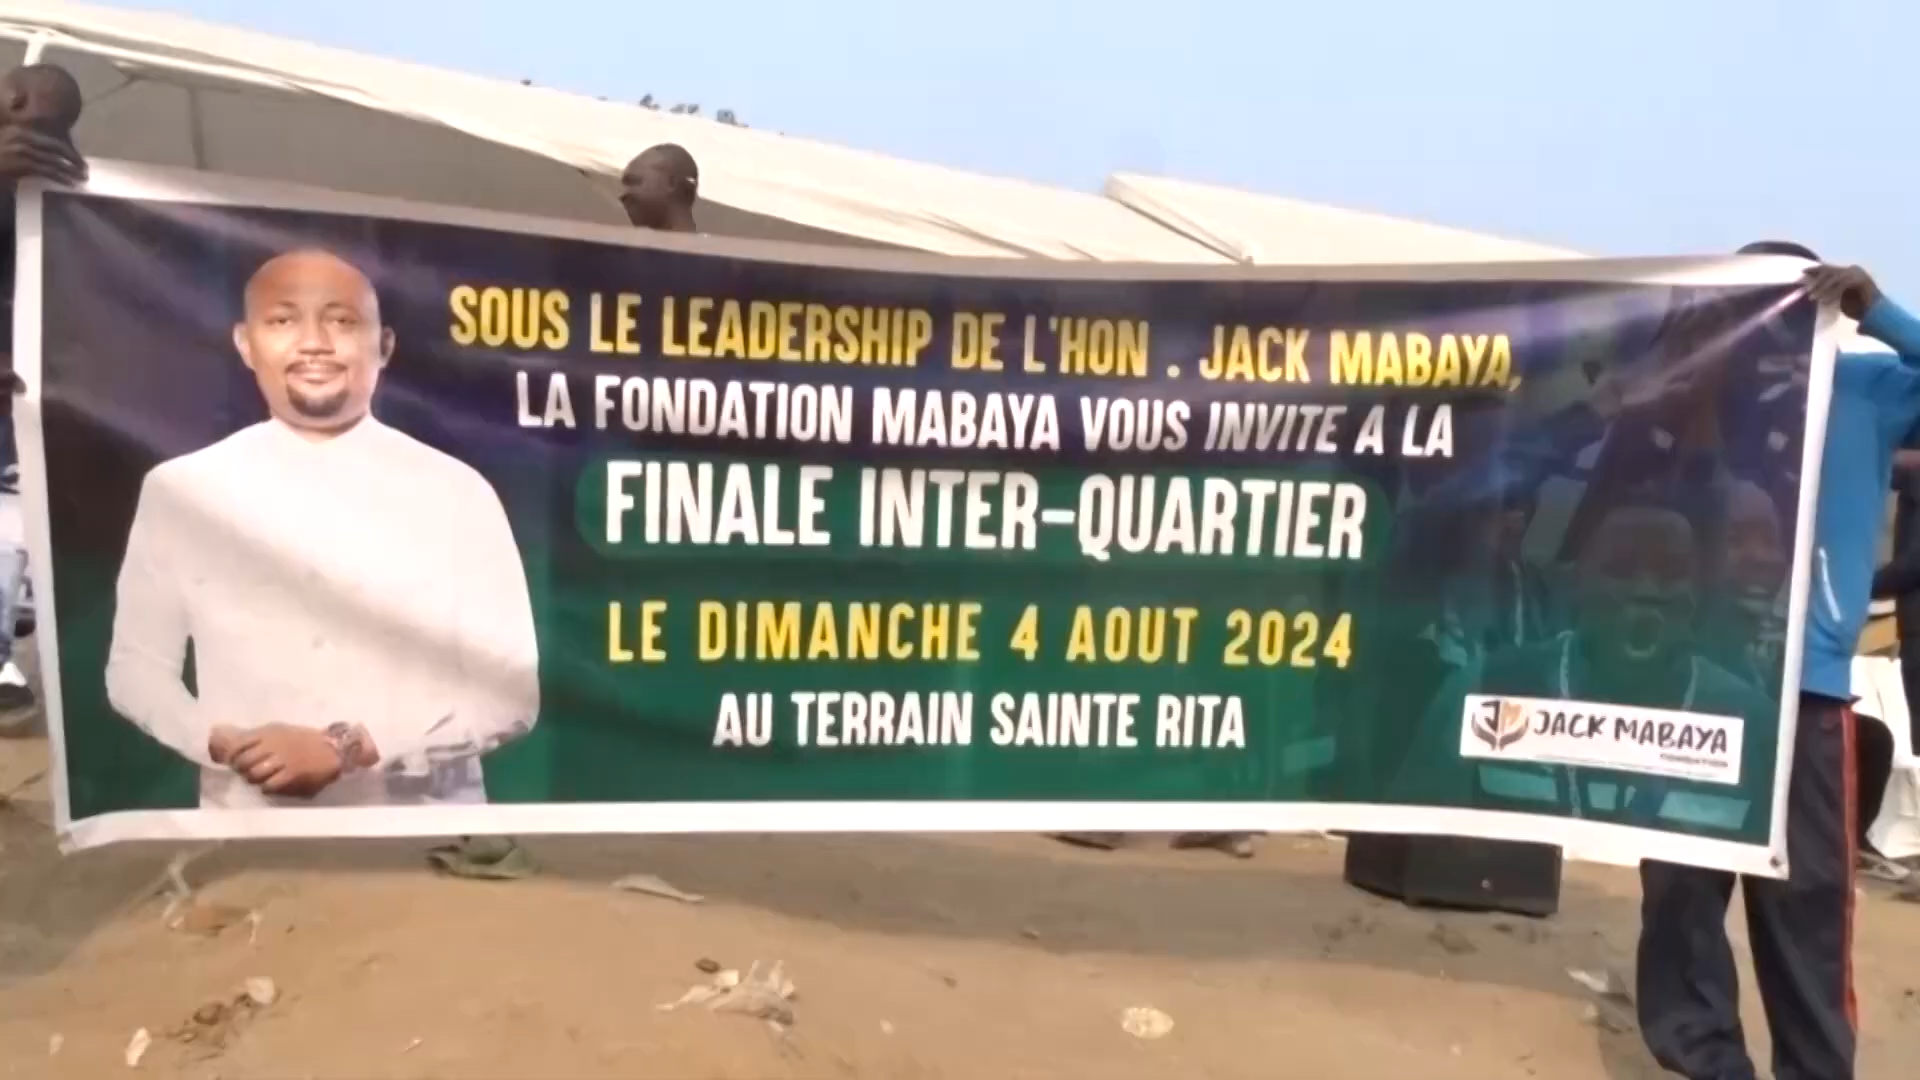 SOUS LE LEADERSHIP DE L'HON . JACK MABAYA,
LA FONDATION MABAYA VOUS INVITE A LA
FINALE INTER-QUARTIER
LE DIMANCHE 4 AOUT 2024
AU TERRAIN SAINTE RITA
JACK MABAYA